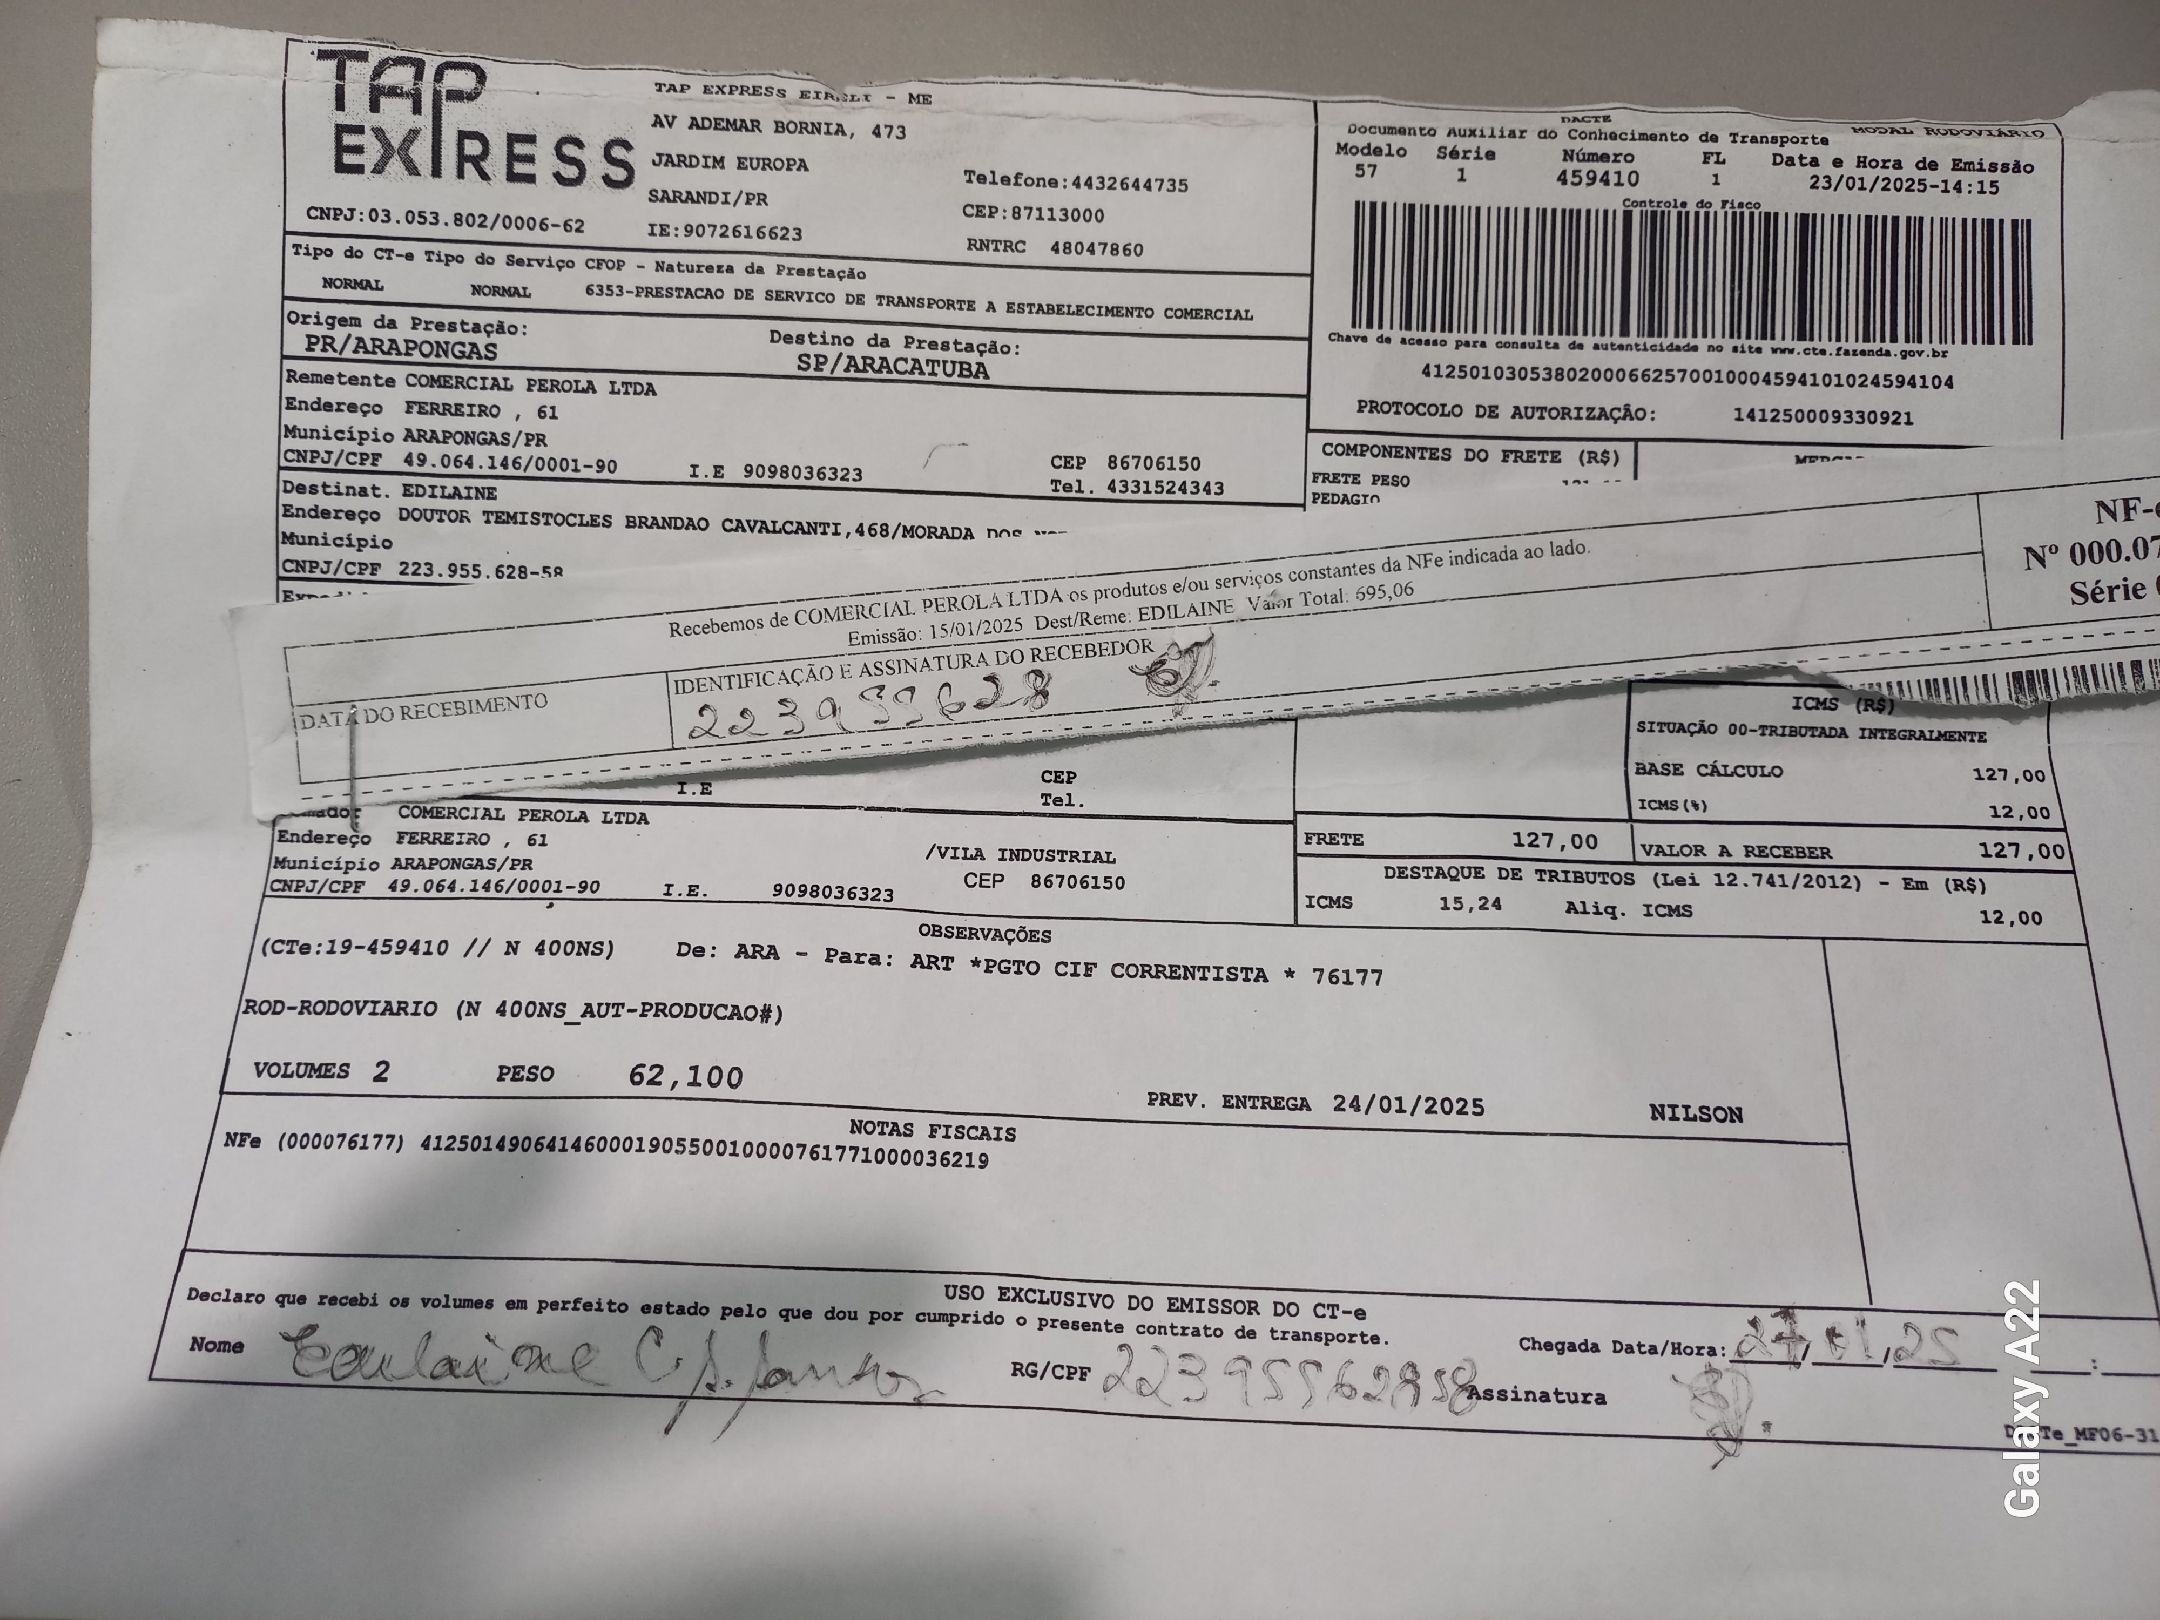 TAP
EXPRESS
TAP EXPRESS EIRELI - ME
AV ADEMAR BORNIA, 473
JARDIM EUROPA
SARANDI/PR
IE:9072616623
Telefone:4432644735
CEP:87113000
RNTRC 48047860
CNPJ:03.053.802/0006-62
DACTE
MODAL RODOVIÁRIO
Documento Auxiliar do Conhecimento de Transporte
Modelo Série Número FL Data e Hora de Emissão
57 1 459410 1 23/01/2025-14:15
Controle do Fisco
Chave de acesso para consulta de autenticidade no site www.cte.fazenda.gov.br
41250103053802000662570010004594101024594104
PROTOCOLO DE AUTORIZAÇÃO: 141250009330921
Tipo do CT-e Tipo do Serviço CFOP - Natureza da Prestação
NORMAL NORMAL 6353-PRESTACAO DE SERVICO DE TRANSPORTE A ESTABELECIMENTO COMERCIAL
Origem da Prestação: Destino da Prestação:
PR/ARAPONGAS SP/ARACATUBA
Remetente COMERCIAL PEROLA LTDA
Endereço FERREIRO , 61
Município ARAPONGAS/PR
CNPJ/CPF 49.064.146/0001-90 I.E 9098036323
CEP 86706150
Tel. 4331524343
COMPONENTES DO FRETE (R$)
FRETE PESO
PEDAGIO
Destinat. EDILAINE
Endereço DOUTOR TEMISTOCLES BRANDAO CAVALCANTI,468/MORADA DOS
Município
CNPJ/CPF 223.955.628-58
Recebemos de COMERCIAL PEROLA LTDA os produtos e/ou serviços constantes da NFe indicada ao lado.
Emissão: 15/01/2025 Dest/Reme: EDILAINE Valor Total: 695,06
NF-e
Nº 000.07
Série
DATA DO RECEBIMENTO
IDENTIFICAÇÃO E ASSINATURA DO RECEBEDOR
223955628
I.E
CEP
Tel.
ICMS (R$)
SITUAÇÃO 00-TRIBUTADA INTEGRALMENTE
BASE CÁLCULO 127,00
ICMS(%) 12,00
COMERCIAL PEROLA LTDA
Endereço FERREIRO , 61 /VILA INDUSTRIAL
Município ARAPONGAS/PR CEP 86706150
CNPJ/CPF 49.064.146/0001-90 I.E. 9098036323
FRETE 127,00 VALOR A RECEBER 127,00
DESTAQUE DE TRIBUTOS (Lei 12.741/2012) - Em (R$)
ICMS 15,24 Aliq. ICMS 12,00
OBSERVAÇÕES
(CTe:19-459410 // N 400NS) De: ARA - Para: ART *PGTO CIF CORRENTISTA * 76177
ROD-RODOVIARIO (N 400NS_AUT-PRODUCAO#)
VOLUMES 2 PESO 62,100
PREV. ENTREGA 24/01/2025 NILSON
NOTAS FISCAIS
NFe (000076177) 41250149064146000190550010000761771000036219
USO EXCLUSIVO DO EMISSOR DO CT-e
Declaro que recebi os volumes em perfeito estado pelo que dou por cumprido o presente contrato de transporte.
Nome Edilaine C. RG/CPF 22395562858 Assinatura
Chegada Data/Hora: 27/01/25 :
Te_MF06-31
Galaxy A22